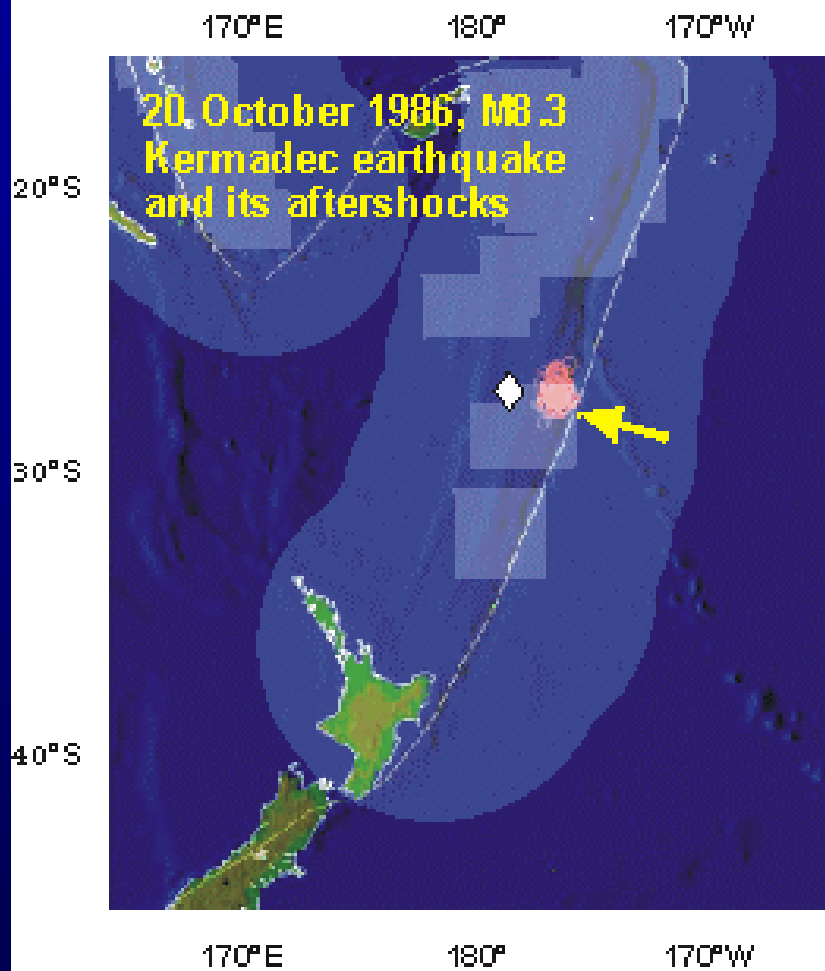 170°E 180° 170°W
20 October 1986, M8.3
Kermadec earthquake
and its aftershocks
20°S
30°S
40°S
170°E 180° 170°W